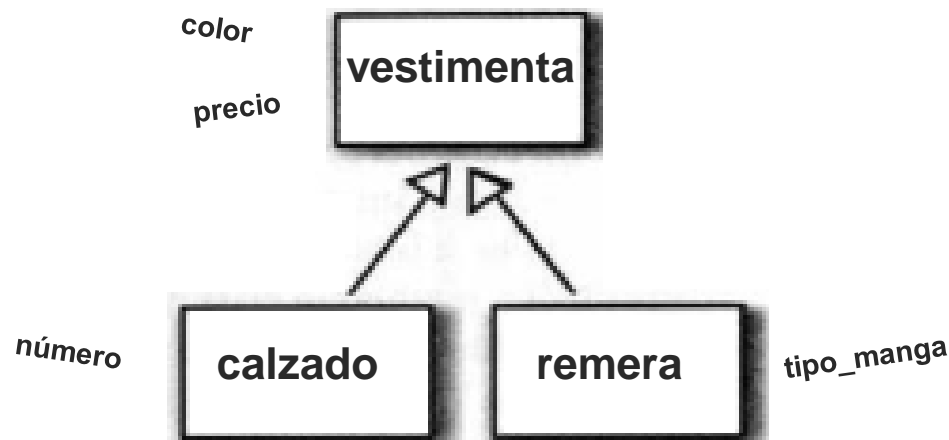 color
vestimenta
precio
número
calzado
remera
tipo_manga